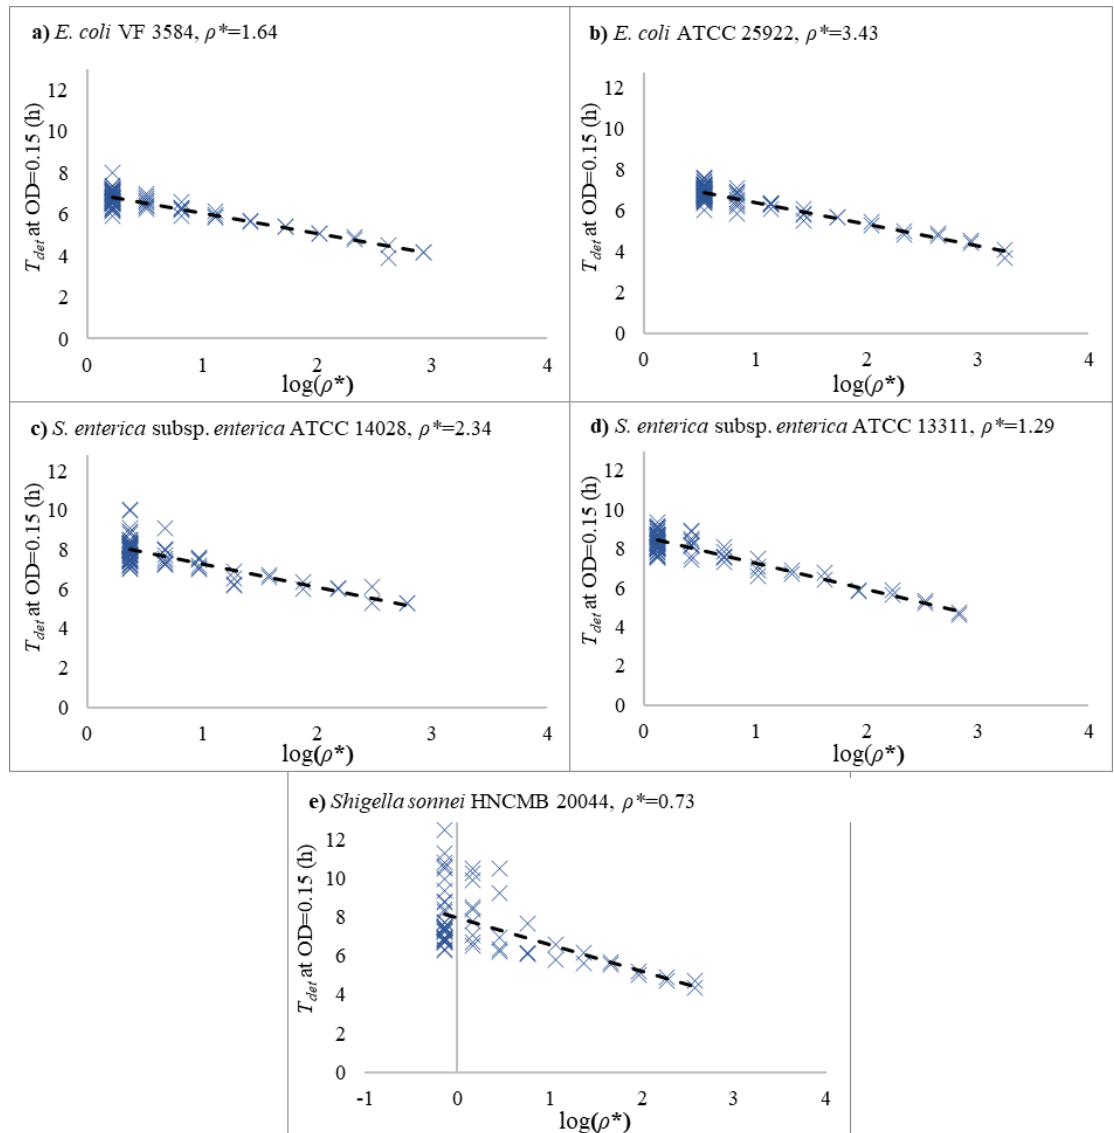 a) E. coli VF 3584, ρ*=1.64
T_det at OD=0.15 (h)
12
10
8
6
4
2
0
0 1 2 3 4
log(ρ*)
b) E. coli ATCC 25922, ρ*=3.43
T_det at OD=0.15 (h)
12
10
8
6
4
2
0
0 1 2 3 4
log(ρ*)
c) S. enterica subsp. enterica ATCC 14028, ρ*=2.34
T_det at OD=0.15 (h)
12
10
8
6
4
2
0
0 1 2 3 4
log(ρ*)
d) S. enterica subsp. enterica ATCC 13311, ρ*=1.29
T_det at OD=0.15 (h)
12
10
8
6
4
2
0
0 1 2 3 4
log(ρ*)
e) Shigella sonnei HNCMB 20044, ρ*=0.73
T_det at OD=0.15 (h)
12
10
8
6
4
2
0
-1 0 1 2 3 4
log(ρ*)